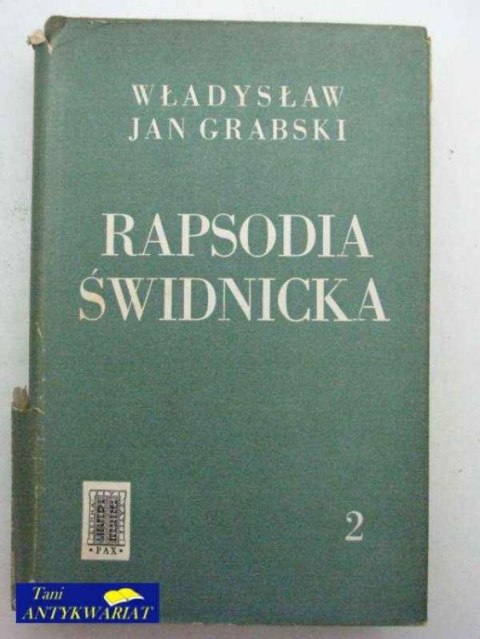 WŁADYSŁAW
JAN GRABSKI
RAPSODIA
ŚWIDNICKA
2
• PAX •
Tani
ANTYKWARIAT